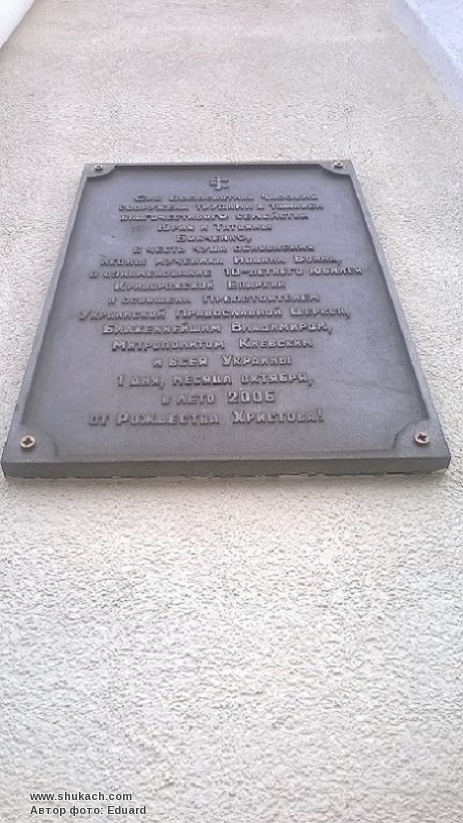 Сия Богоявленская Часовня
сооружена трудами и тщанием
благочестивого семейства
Юрия и Татьяны
Бойченко,
в честь чуда обновления
иконы мученика Иоанна Воина,
в ознаменование 10-летнего юбилея
Криворожской Епархии
и освящена Предстоятелем
Украинской Православной Церкви,
Блаженнейшим Владимиром,
Митрополитом Киевским
и всея Украины
1 дня, месяца октября,
в лето 2006
от Рождества Христова!
www.shukach.com
Автор фото: Eduard